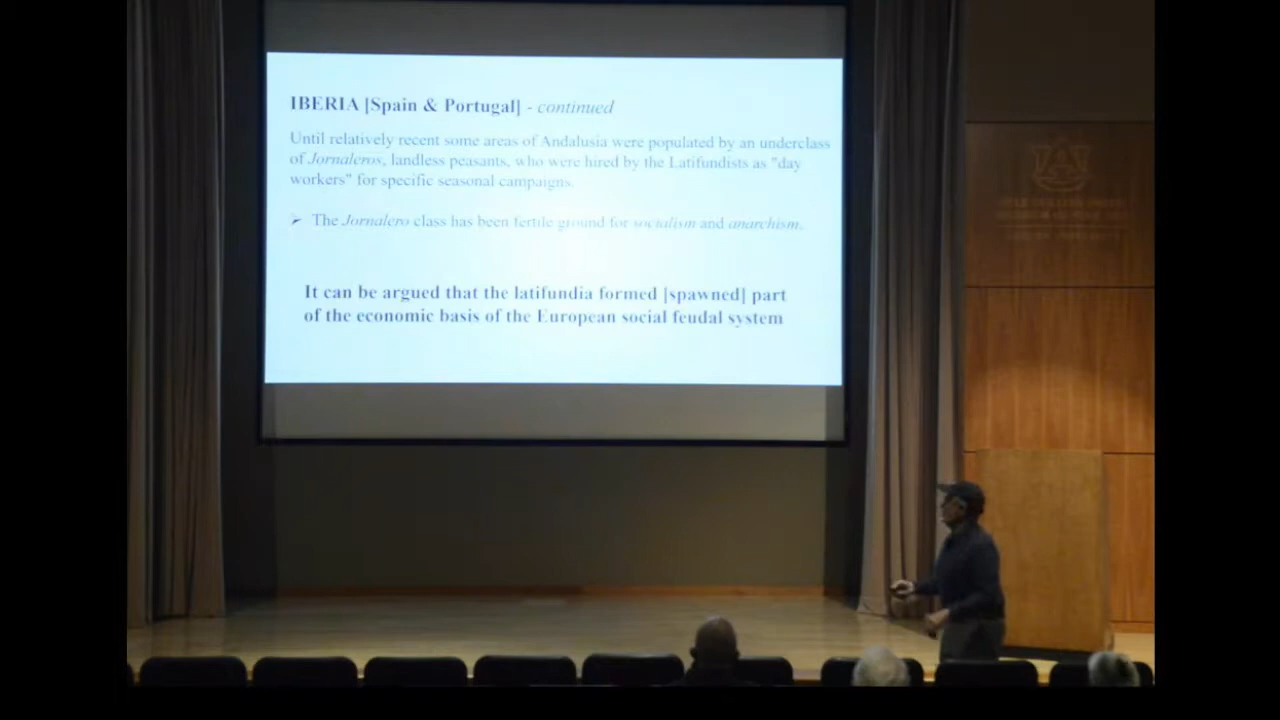 IBERIA [Spain & Portugal] - continued
Until relatively recent some areas of Andalusia were populated by an underclass
of Jornaleros, landless peasants, who were hired by the Latifundists as "day
workers" for specific seasonal campaigns.
➢ The Jornalero class has been fertile ground for socialism and anarchism.
It can be argued that the latifundia formed [spawned] part
of the economic basis of the European social feudal system